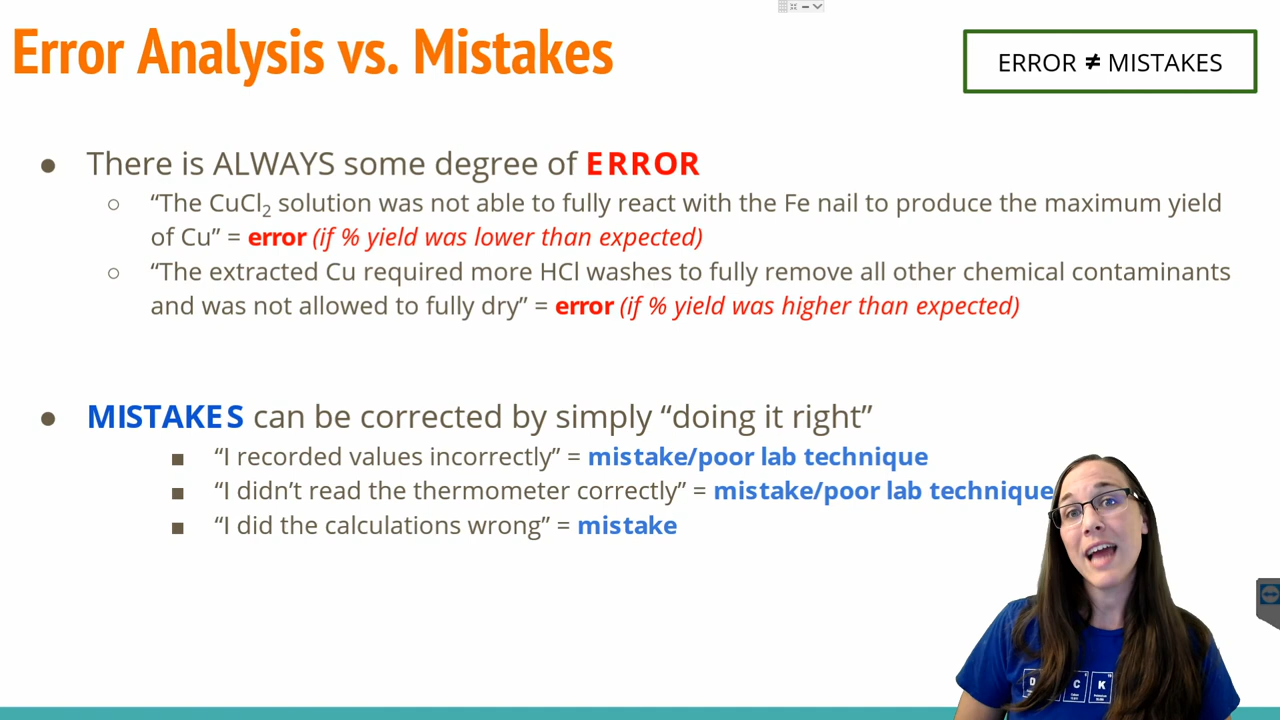 Error Analysis vs. Mistakes
ERROR ≠ MISTAKES
● There is ALWAYS some degree of ERROR
○ “The CuCl₂ solution was not able to fully react with the Fe nail to produce the maximum yield
of Cu” = error (if % yield was lower than expected)
○ “The extracted Cu required more HCl washes to fully remove all other chemical contaminants
and was not allowed to fully dry” = error (if % yield was higher than expected)
● MISTAKES can be corrected by simply “doing it right”
■ “I recorded values incorrectly” = mistake/poor lab technique
■ “I didn’t read the thermometer correctly” = mistake/poor lab technique
■ “I did the calculations wrong” = mistake
C K